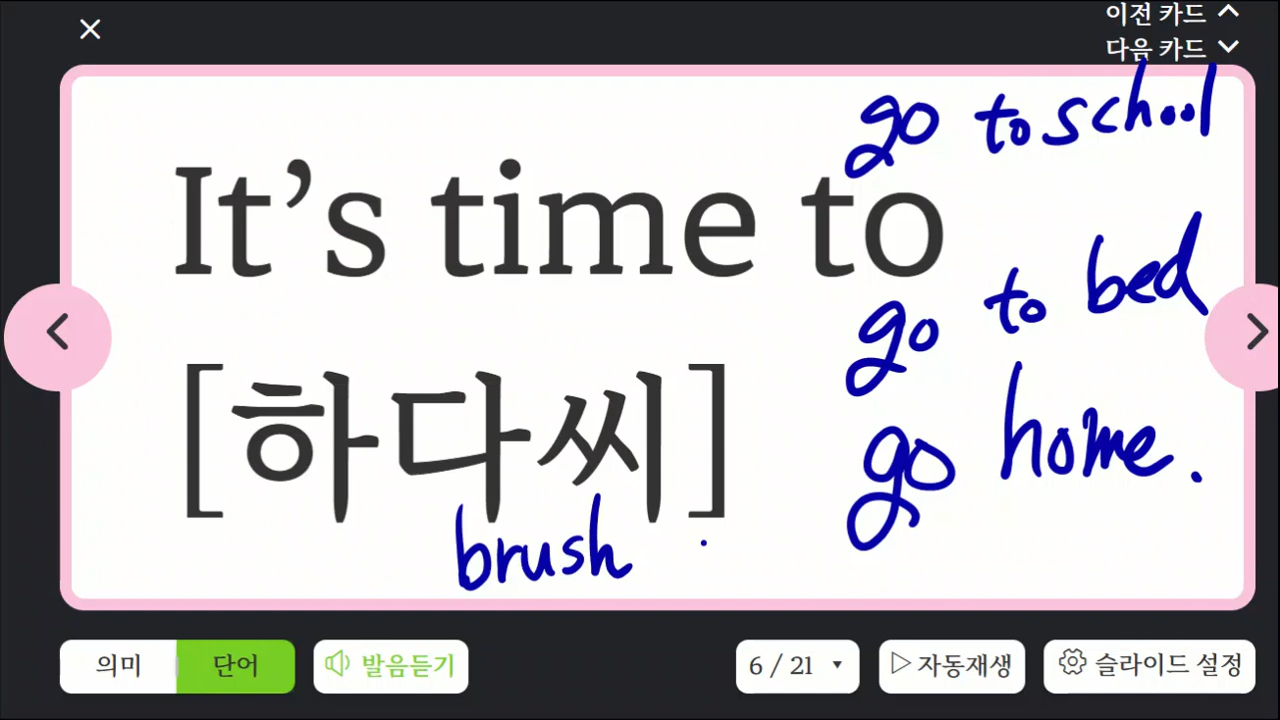 이전 카드
다음 카드
go to school
It’s time to
go to bed
[하다씨]
go home.
brush
의미
단어
발음듣기
6 / 21
자동재생
슬라이드 설정